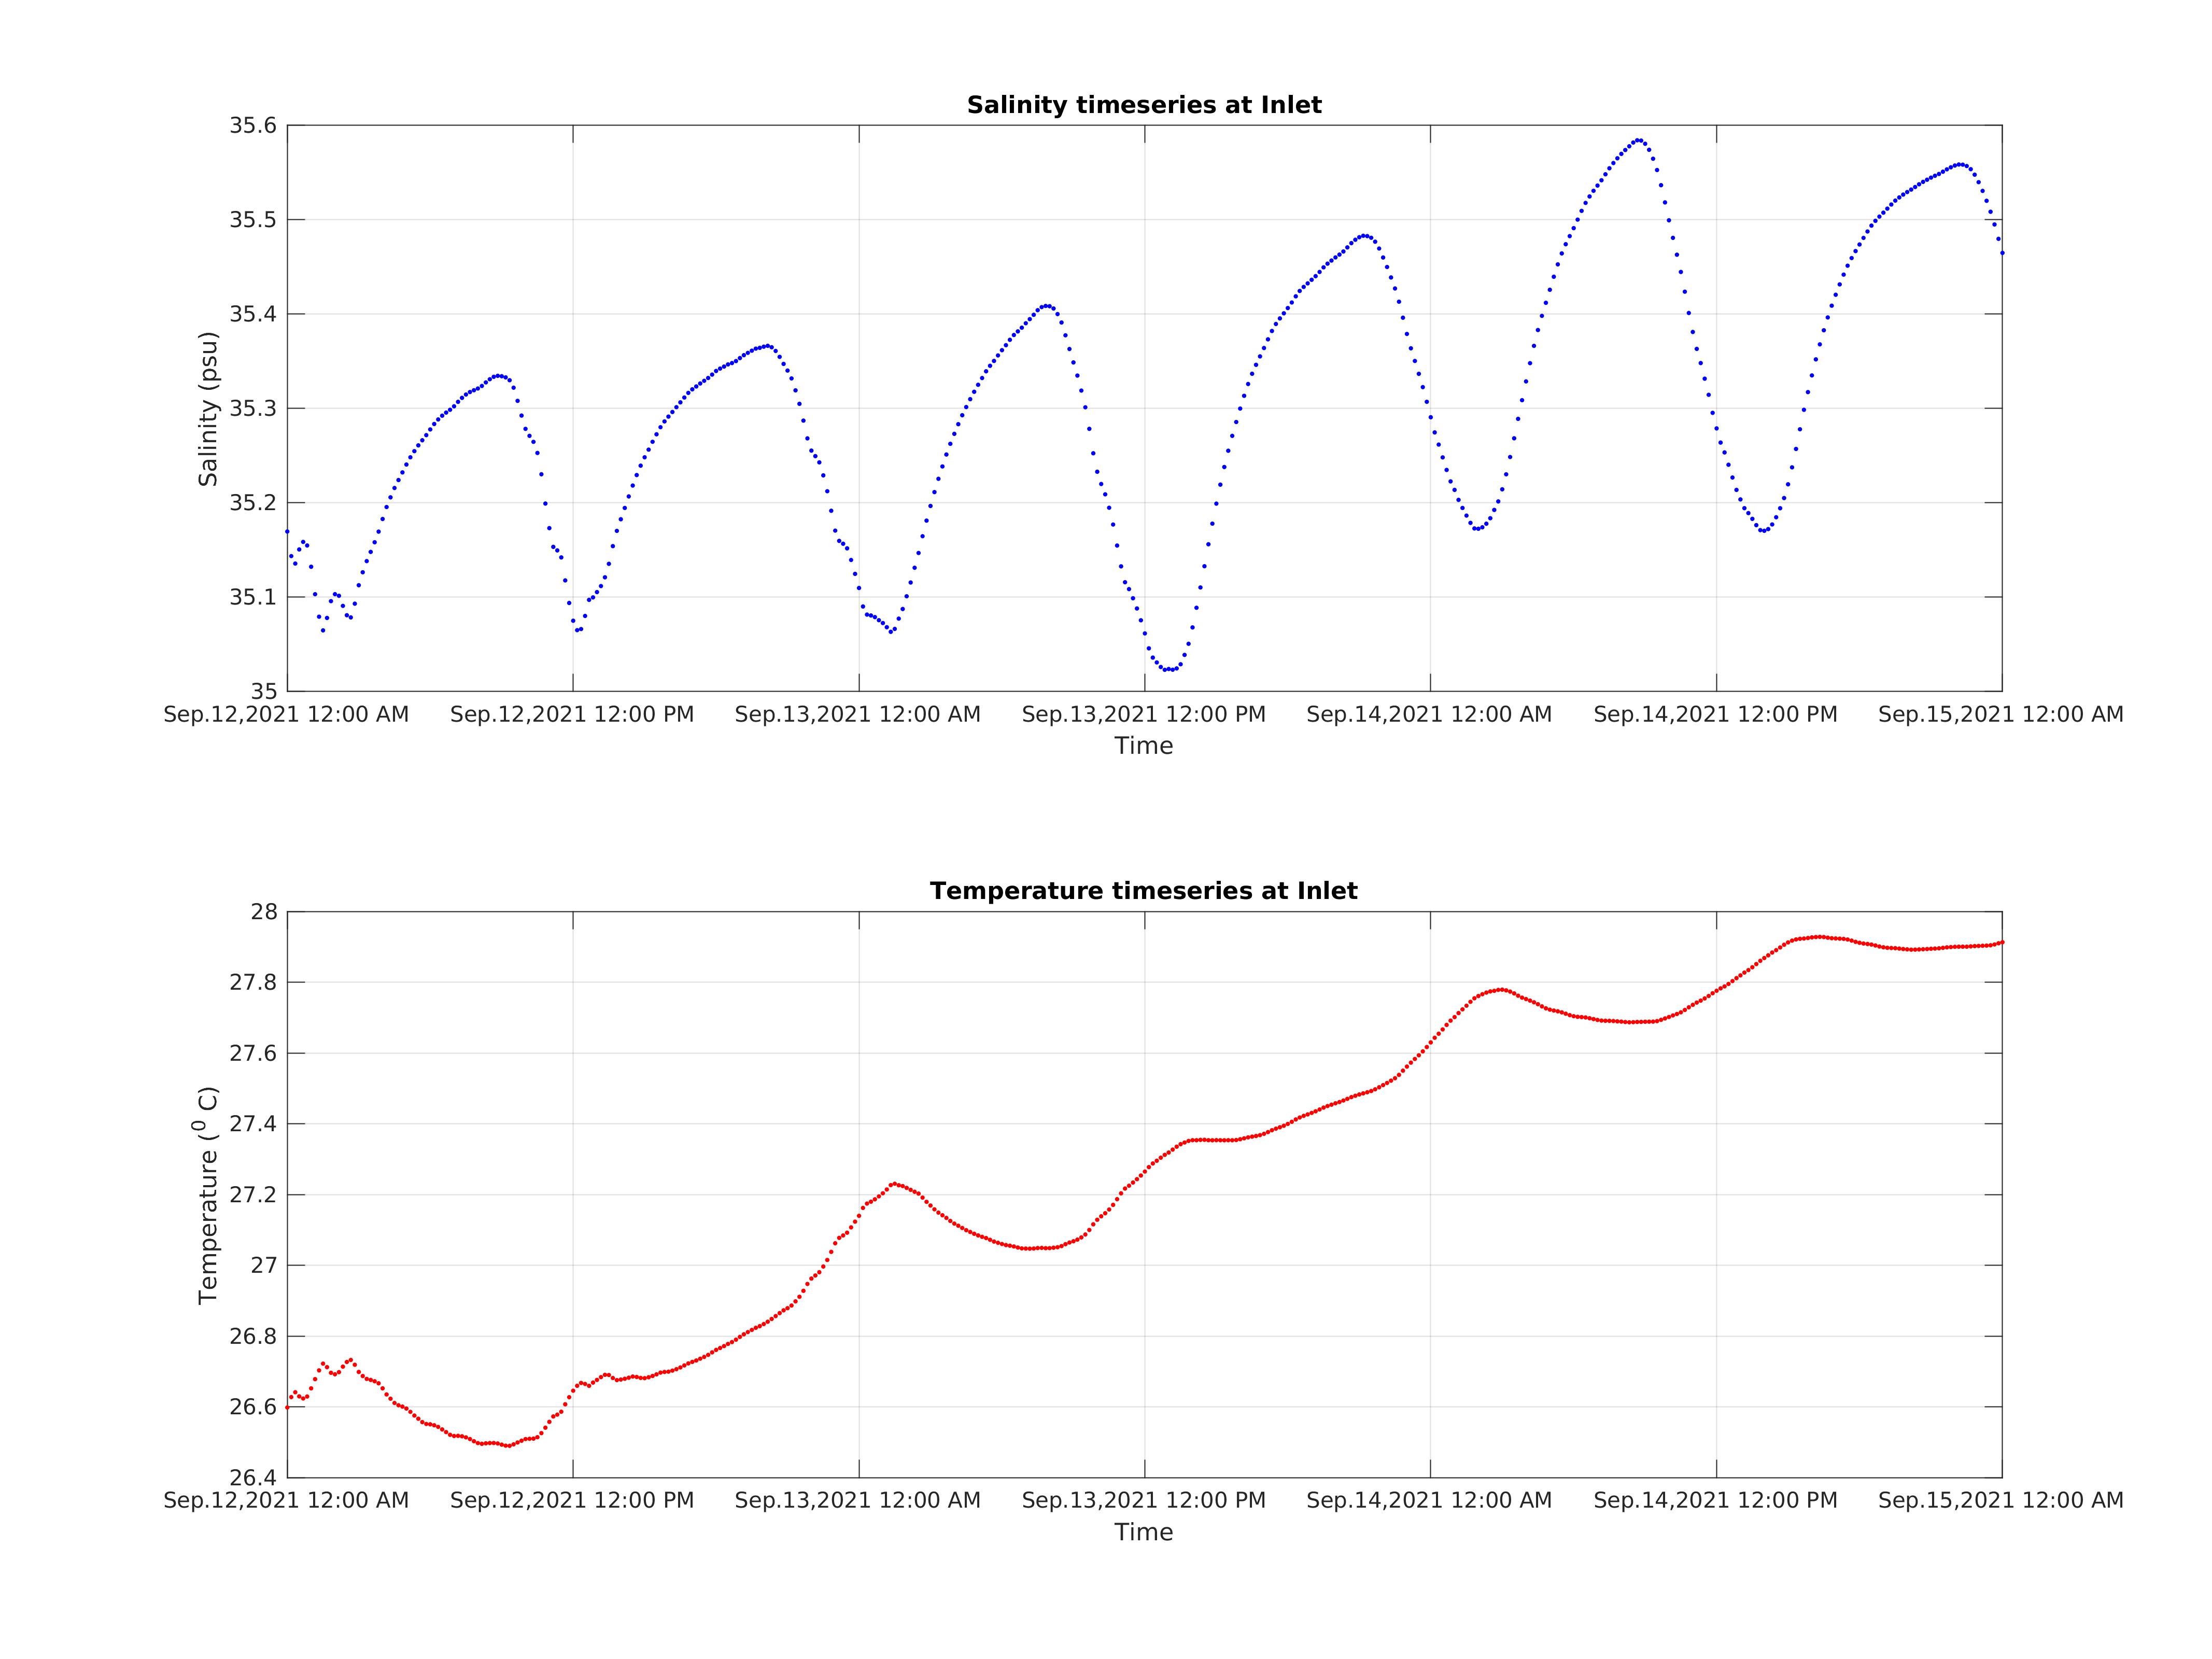 Salinity timeseries at Inlet
35.6
35.5
35.4
35.3
35.2
35.1
35
Salinity (psu)
Sep.12,2021 12:00 AM Sep.12,2021 12:00 PM Sep.13,2021 12:00 AM Sep.13,2021 12:00 PM Sep.14,2021 12:00 AM Sep.14,2021 12:00 PM Sep.15,2021 12:00 AM
Time
Temperature timeseries at Inlet
28
27.8
27.6
27.4
27.2
27
26.8
26.6
26.4
Temperature (⁰ C)
Sep.12,2021 12:00 AM Sep.12,2021 12:00 PM Sep.13,2021 12:00 AM Sep.13,2021 12:00 PM Sep.14,2021 12:00 AM Sep.14,2021 12:00 PM Sep.15,2021 12:00 AM
Time